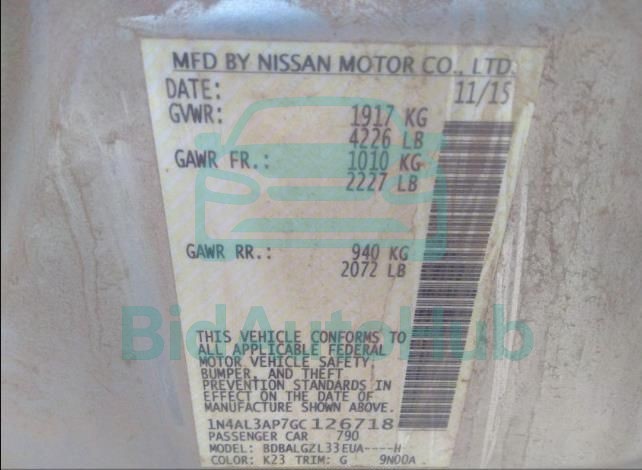 MFD BY NISSAN MOTOR CO., LTD.
DATE: 11/15
GVWR: 1917 KG
4226 LB
GAWR FR.: 1010 KG
2227 LB
GAWR RR.: 940 KG
2072 LB
BidAutoHub
THIS VEHICLE CONFORMS TO
ALL APPLICABLE FEDERAL
MOTOR VEHICLE SAFETY
BUMPER, AND THEFT
PREVENTION STANDARDS IN
EFFECT ON THE DATE OF
MANUFACTURE SHOWN ABOVE.
1N4AL3AP7GC126718
PASSENGER CAR 790
MODEL: BDBALGZL33EUA----H
COLOR: K23 TRIM: G 9N00A